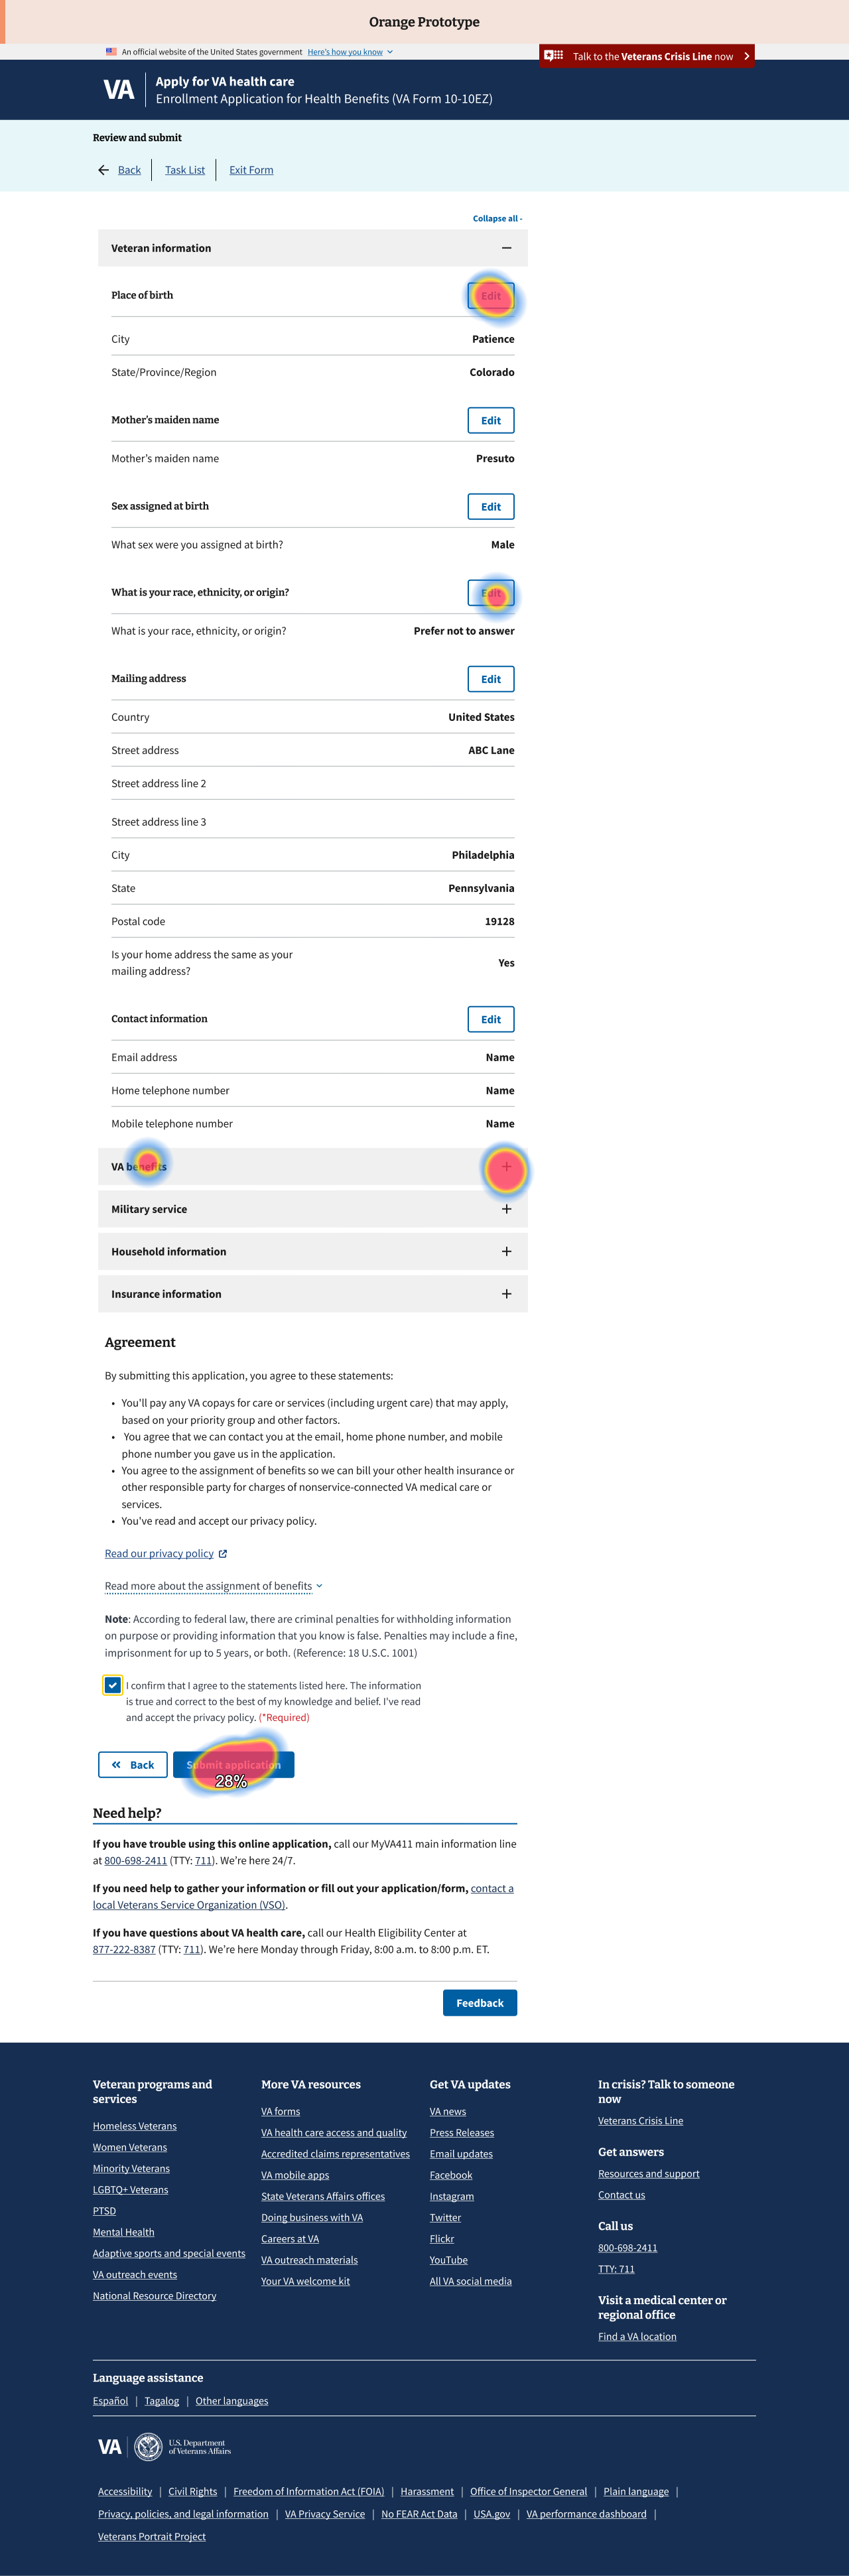 Orange Prototype
An official website of the United States government Here's how you know
Talk to the Veterans Crisis Line now
VA
Apply for VA health care
Enrollment Application for Health Benefits (VA Form 10-10EZ)
Review and submit
Back
Task List
Exit Form
Collapse all -
Veteran information
Place of birth
Edit
City
Patience
State/Province/Region
Colorado
Mother's maiden name
Edit
Mother's maiden name
Presuto
Sex assigned at birth
Edit
What sex were you assigned at birth?
Male
What is your race, ethnicity, or origin?
Edit
What is your race, ethnicity, or origin?
Prefer not to answer
Mailing address
Edit
Country
United States
Street address
ABC Lane
Street address line 2
Street address line 3
City
Philadelphia
State
Pennsylvania
Postal code
19128
Is your home address the same as your
mailing address?
Yes
Contact information
Edit
Email address
Name
Home telephone number
Name
Mobile telephone number
Name
VA benefits
Military service
Household information
Insurance information
Agreement
By submitting this application, you agree to these statements:
• You'll pay any VA copays for care or services (including urgent care) that may apply,
based on your priority group and other factors.
• You agree that we can contact you at the email, home phone number, and mobile
phone number you gave us in the application.
• You agree to the assignment of benefits so we can bill your other health insurance or
other responsible party for charges of nonservice-connected VA medical care or
services.
• You've read and accept our privacy policy.
Read our privacy policy
Read more about the assignment of benefits
Note: According to federal law, there are criminal penalties for withholding information
on purpose or providing information that you know is false. Penalties may include a fine,
imprisonment for up to 5 years, or both. (Reference: 18 U.S.C. 1001)
I confirm that I agree to the statements listed here. The information
is true and correct to the best of my knowledge and belief. I've read
and accept the privacy policy. (*Required)
Back
Submit application
28%
Need help?
If you have trouble using this online application, call our MyVA411 main information line
at 800-698-2411 (TTY: 711). We're here 24/7.
If you need help to gather your information or fill out your application/form, contact a
local Veterans Service Organization (VSO).
If you have questions about VA health care, call our Health Eligibility Center at
877-222-8387 (TTY: 711). We're here Monday through Friday, 8:00 a.m. to 8:00 p.m. ET.
Feedback
Veteran programs and
services
Homeless Veterans
Women Veterans
Minority Veterans
LGBTQ+ Veterans
PTSD
Mental Health
Adaptive sports and special events
VA outreach events
National Resource Directory
More VA resources
VA forms
VA health care access and quality
Accredited claims representatives
VA mobile apps
State Veterans Affairs offices
Doing business with VA
Careers at VA
VA outreach materials
Your VA welcome kit
Get VA updates
VA news
Press Releases
Email updates
Facebook
Instagram
Twitter
Flickr
YouTube
All VA social media
In crisis? Talk to someone
now
Veterans Crisis Line
Get answers
Resources and support
Contact us
Call us
800-698-2411
TTY: 711
Visit a medical center or
regional office
Find a VA location
Language assistance
Español | Tagalog | Other languages
VA
U.S. Department
of Veterans Affairs
Accessibility | Civil Rights | Freedom of Information Act (FOIA) | Harassment | Office of Inspector General | Plain language |
Privacy, policies, and legal information | VA Privacy Service | No FEAR Act Data | USA.gov | VA performance dashboard |
Veterans Portrait Project